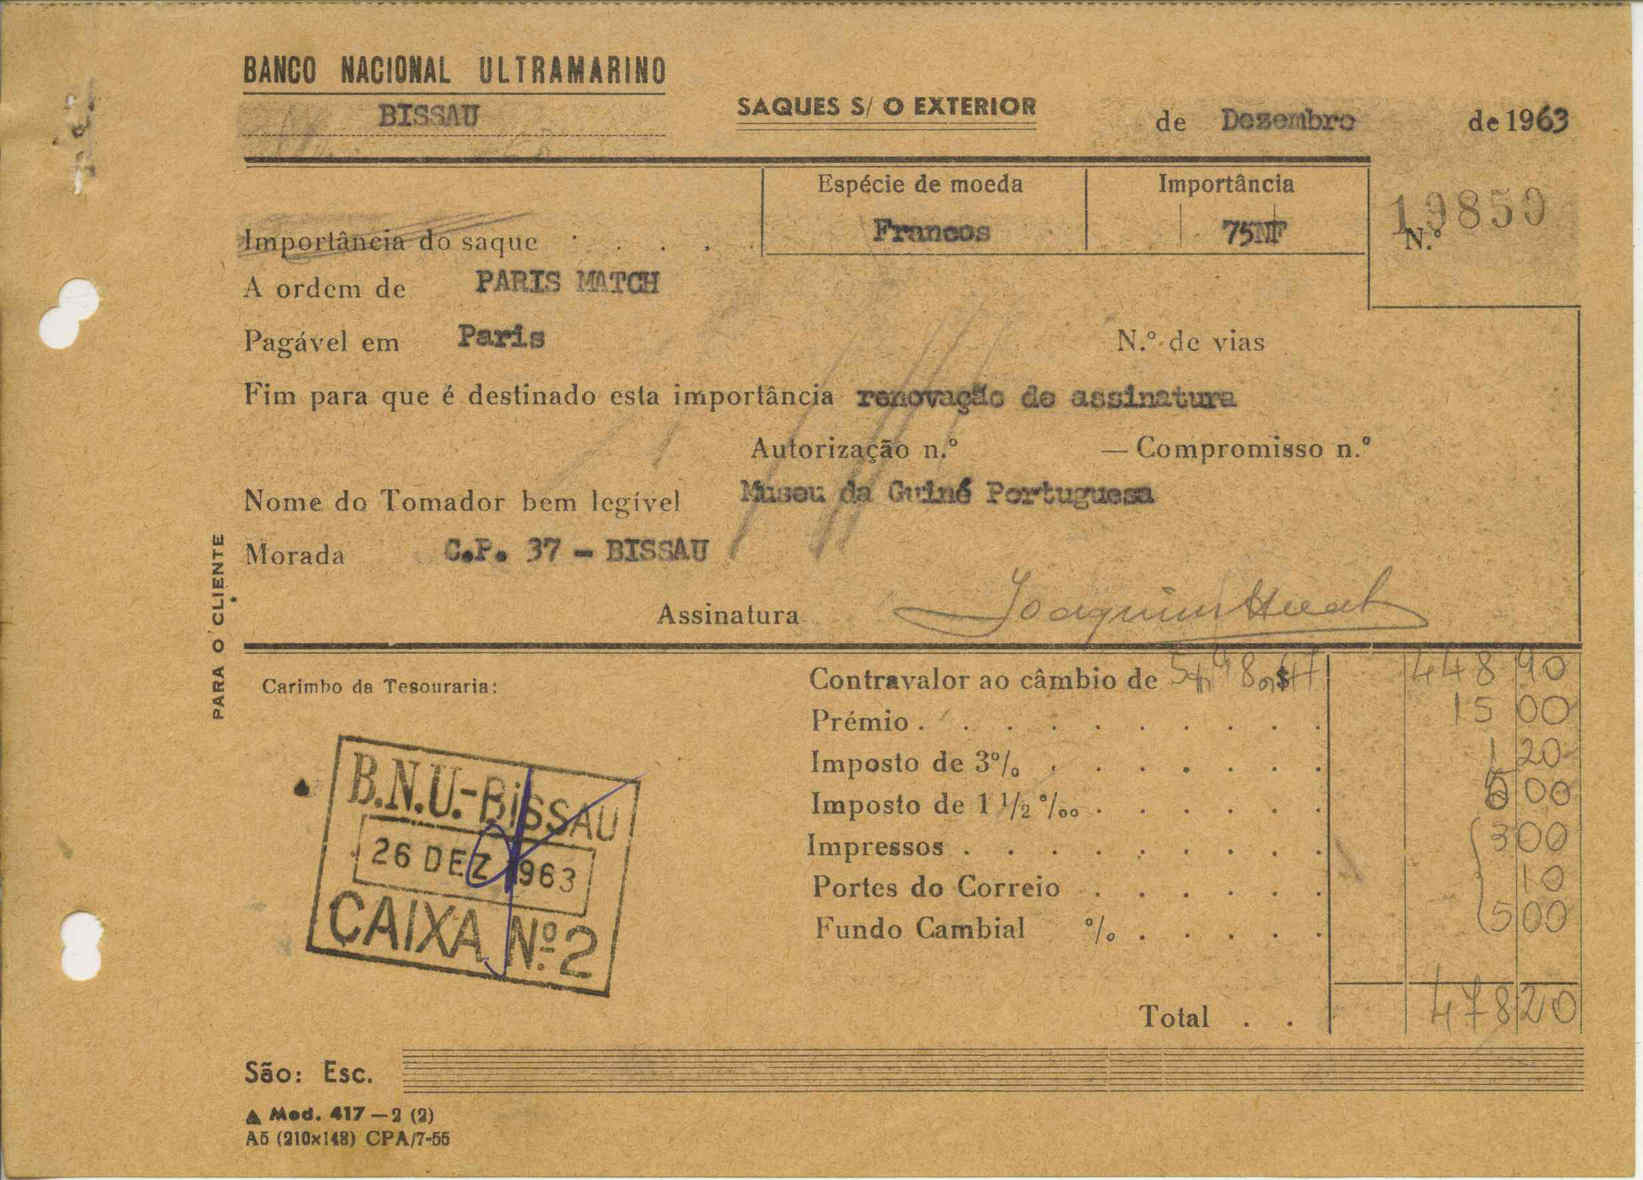 BANCO NACIONAL ULTRAMARINO
BISSAU
SAQUES S/ O EXTERIOR
de Dezembro de 1963
Espécie de moeda
Importância
19850
N.º
Importância do saque . . . .
Francos
75NF
A ordem de PARIS MATCH
Pagável em Paris
N.º de vias
Fim para que é destinado esta importância renovação de assinatura
Autorização n.º — Compromisso n.º
Nome do Tomador bem legível Museu da Guiné Portuguesa
Morada C.P. 37 - BISSAU
Assinatura Joaquim
PARA O CLIENTE
Carimbo da Tesouraria:
B.N.U.-BISSAU
26 DEZ 1963
CAIXA Nº 2
Contravalor ao câmbio de 448 90
Prémio . . . . . . . . . . 15 00
Imposto de 3% . . . . . . . 1 20
Imposto de 1 1/2 ‰ . . . . . . 00
Impressos . . . . . . . . . 3 00
Portes do Correio . . . . . . 10
Fundo Cambial % . . . . . 5 00
Total . . 478 20
São: Esc.
Mod. 417 — 2 (2)
A5 (210x148) CPA/7-55